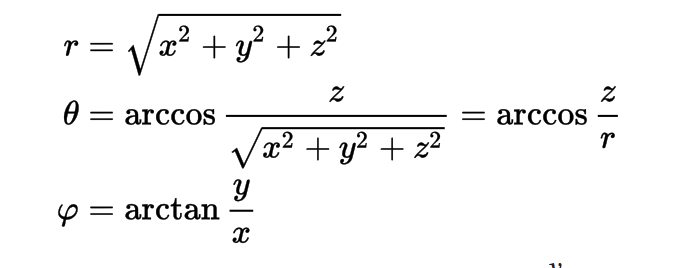 r = √(x² + y² + z²)
θ = arccos z / √(x² + y² + z²) = arccos z / r
φ = arctan y / x